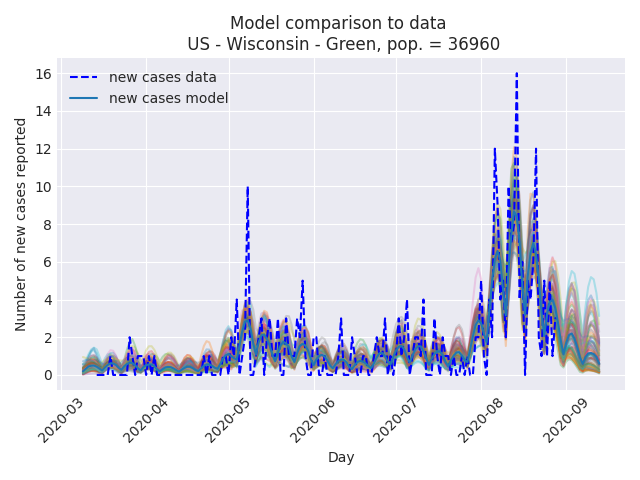 Model comparison to data
US - Wisconsin - Green, pop. = 36960
new cases data
new cases model
Number of new cases reported
16
14
12
10
8
6
4
2
0
2020-03
2020-04
2020-05
2020-06
2020-07
2020-08
2020-09
Day